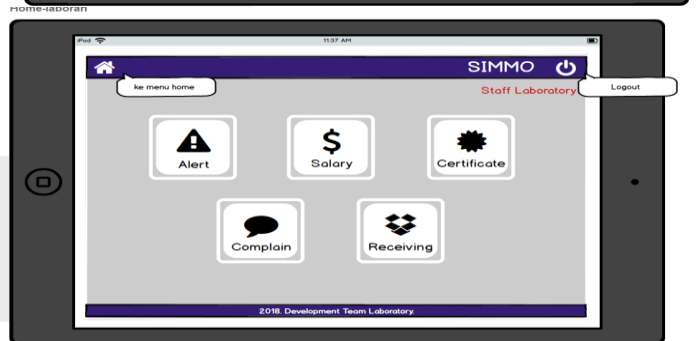 Home-laboran
iPod
11:37 AM
SIMMO
ke menu home
Logout
Staff Laboratory
Alert
Salary
Certificate
Complain
Receiving
2018. Development Team Laboratory.